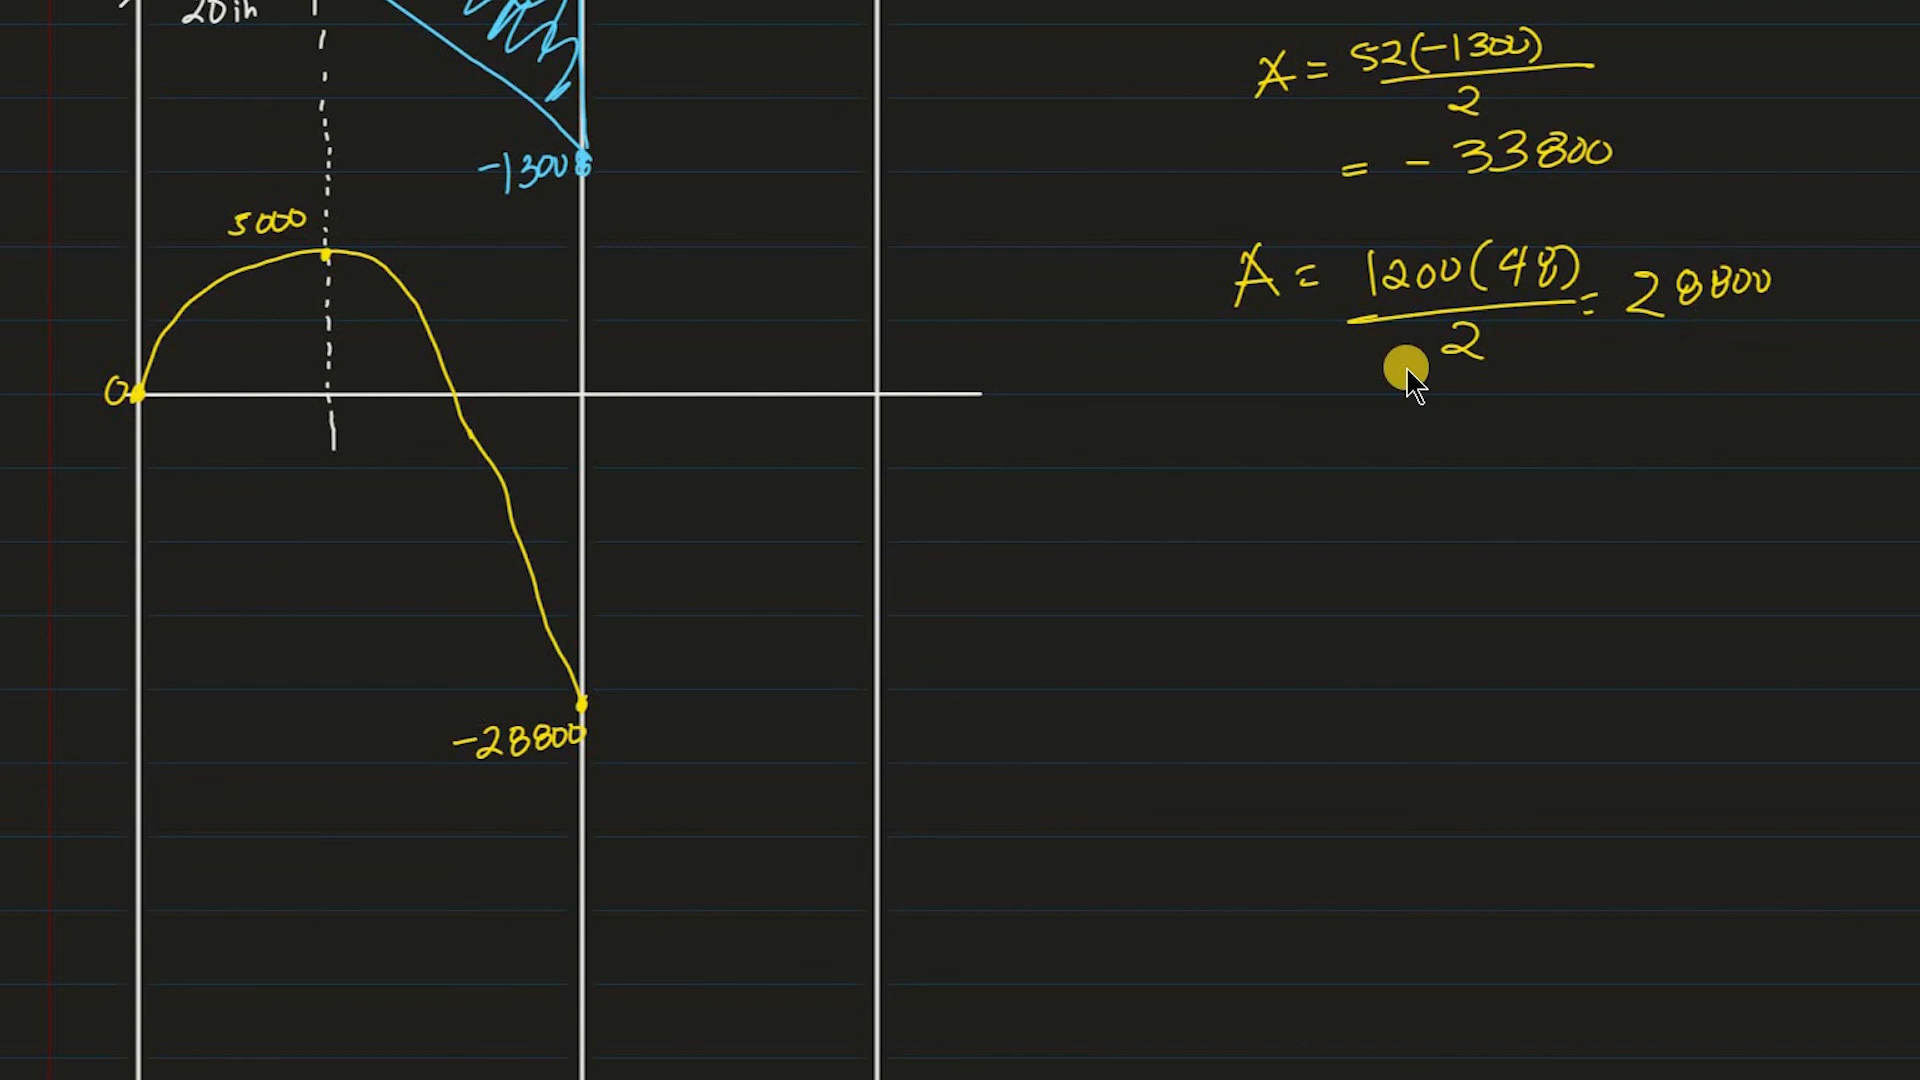 20in
A = 52(-1300)
2
= - 33800
-1300
5000
A = 1200(48) = 28800
2
0
-28800